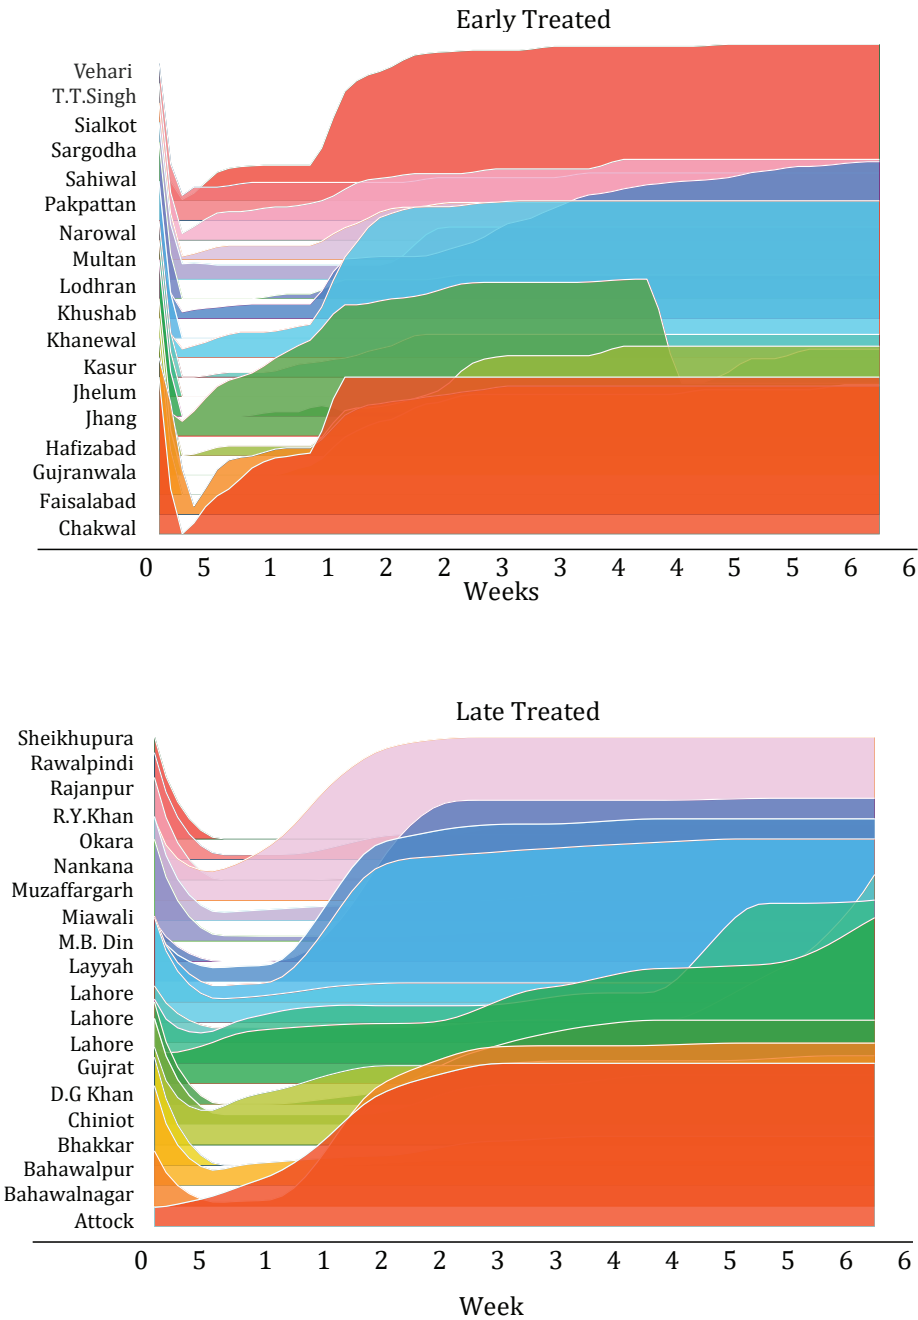 Early Treated
Vehari
T.T.Singh
Sialkot
Sargodha
Sahiwal
Pakpattan
Narowal
Multan
Lodhran
Khushab
Khanewal
Kasur
Jhelum
Jhang
Hafizabad
Gujranwala
Faisalabad
Chakwal
0 5 1 1 2 2 3 3 4 4 5 5 6 6
Weeks
Late Treated
Sheikhupura
Rawalpindi
Rajanpur
R.Y.Khan
Okara
Nankana
Muzaffargarh
Miawali
M.B. Din
Layyah
Lahore
Lahore
Lahore
Gujrat
D.G Khan
Chiniot
Bhakkar
Bahawalpur
Bahawalnagar
Attock
0 5 1 1 2 2 3 3 4 4 5 5 6 6
Week